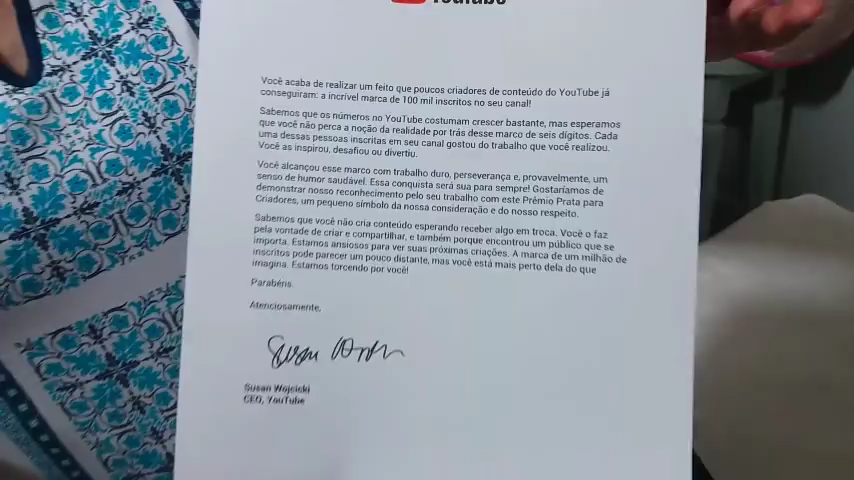 YouTube
Você acaba de realizar um feito que poucos criadores de conteúdo do YouTube já
conseguiram: a incrível marca de 100 mil inscritos no seu canal!
Sabemos que os números no YouTube costumam crescer bastante, mas esperamos
que você não perca a noção da realidade por trás desse marco de seis dígitos. Cada
uma dessas pessoas inscritas em seu canal gostou do trabalho que você realizou.
Você as inspirou, desafiou ou divertiu.
Você alcançou esse marco com trabalho duro, perseverança e, provavelmente, um
senso de humor saudável. Essa conquista será sua para sempre! Gostaríamos de
demonstrar nosso reconhecimento pelo seu trabalho com este Prêmio Prata para
Criadores, um pequeno símbolo da nossa consideração e do nosso respeito.
Sabemos que você não cria conteúdo esperando receber algo em troca. Você o faz
pela vontade de criar e compartilhar, e também porque encontrou um público que se
importa. Estamos ansiosos para ver suas próximas criações. A marca de um milhão de
inscritos pode parecer um pouco distante, mas você está mais perto dela do que
imagina. Estamos torcendo por você!
Parabéns.
Atenciosamente,
Susan Wojcicki
CEO, YouTube